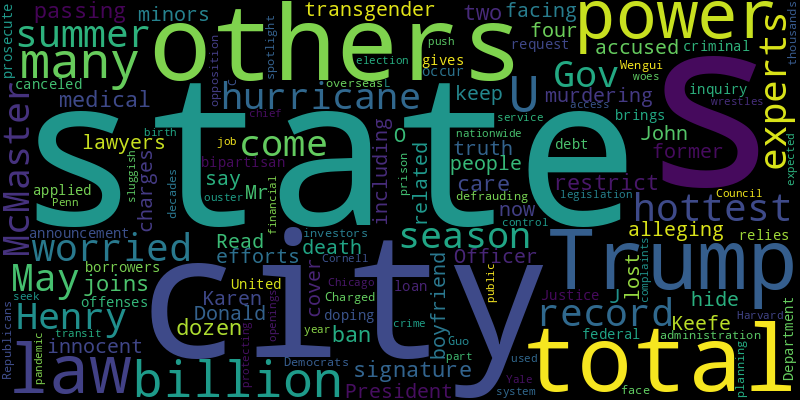 passing
minors
transgender
two
facing
powers
prosecute
summer
others
four
accused
criminal
experts
thousands
many
canceled
opposition
spotlight
push
gives
request
occur
Wengui
woes
medical
hurricane
election
overseas
keep
U
Gov
murdering
inquiry
wrestles
S
state
McMaster
lawyers
birth
job
chief
come
O
truth
nationwide
service
access
debt
brings
John
former
expected
charges
bipartisan
including
related
people
say
Mr
prison
care
defrauding
legislation
restrict
applied
Penn
sluggish
decades
ouster
financial
now
control
Council
hottest
announcement
worried
Read
efforts
death
investors
Cornell
season
Officer
alleging
relies
city
Trump
May
joins
borrowers
offenses
seek
United
Karen
Donald
cover
Charged
Chicago
loan
boyfriend
public
J
lost
complaints
hide
Justice
record
Henry
dozen
openings
year
doping
ban
crime
Guo
part
federal
Keefe
administration
Harvard
Department
Republicans
transit
pandemic
innocent
protecting
Democrats
signature
Yale
used
total
planning
face
law
billion
President
system